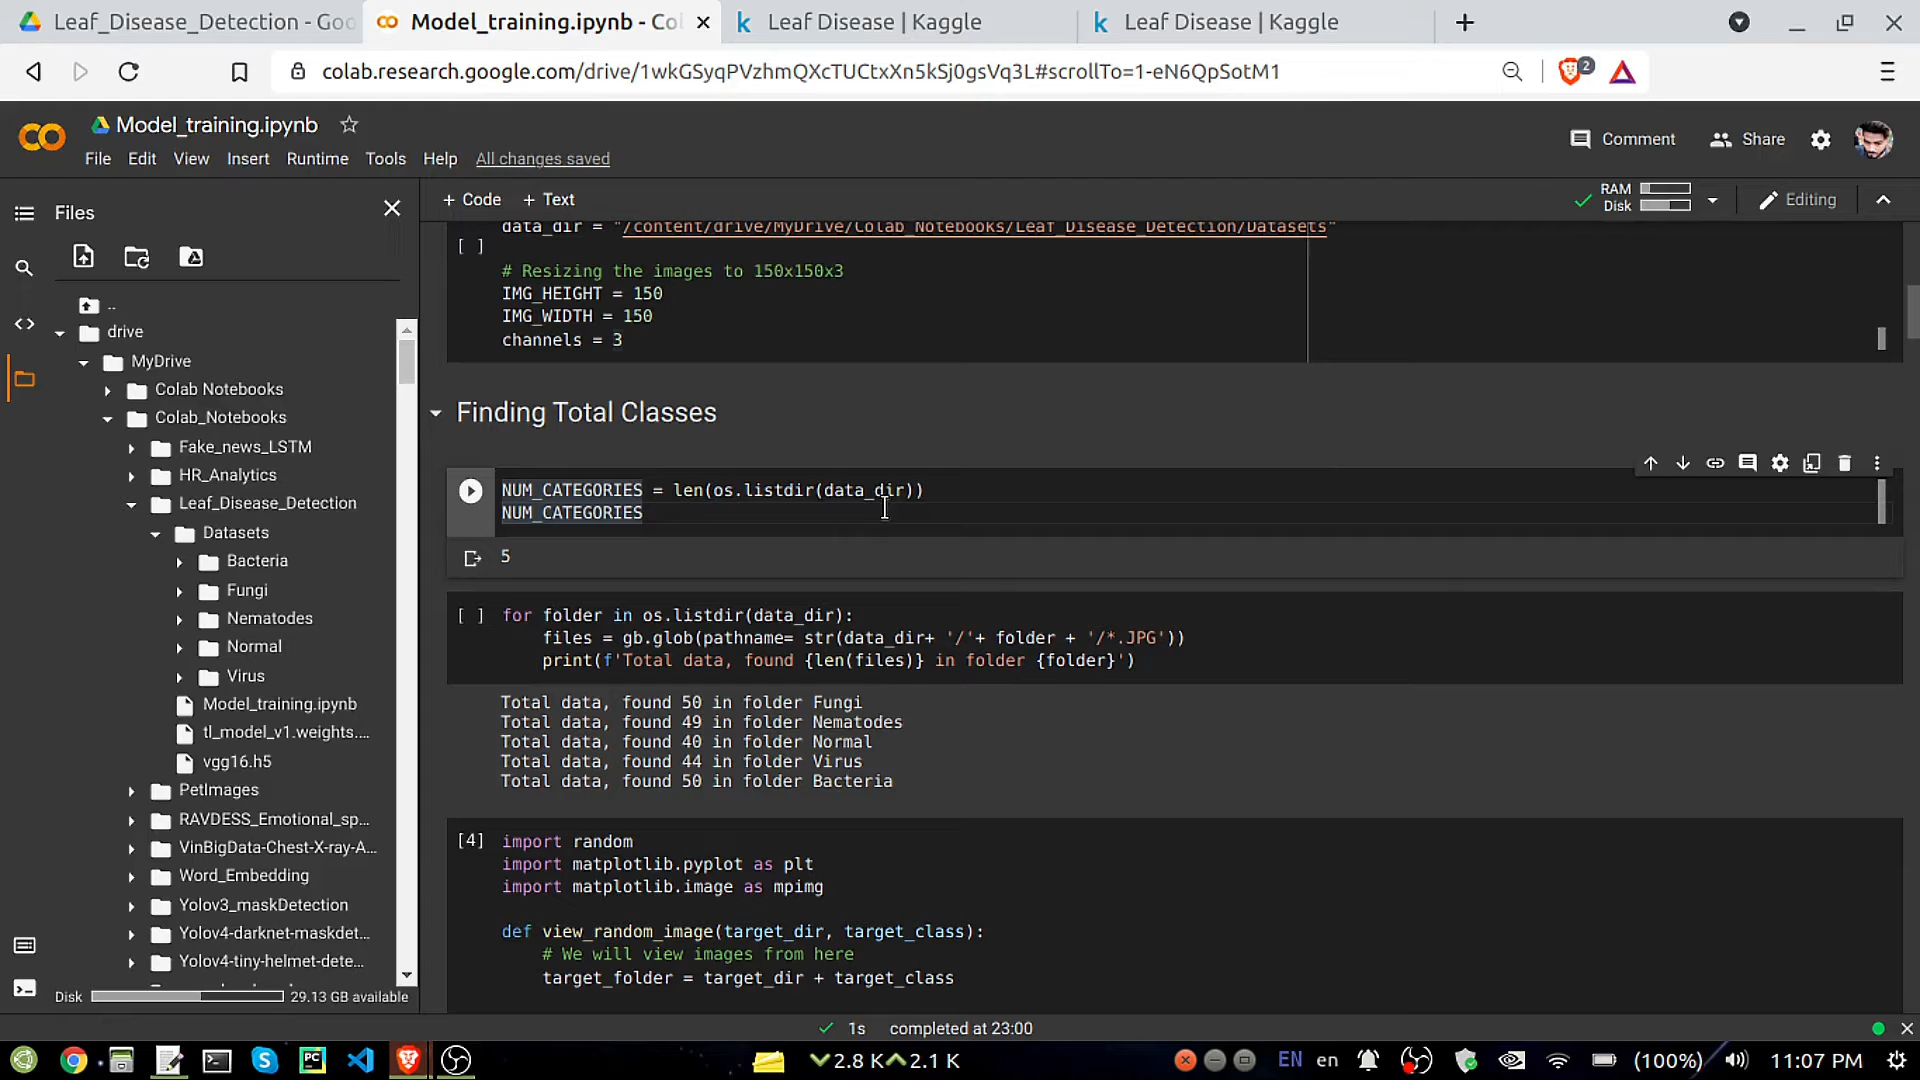 Leaf_Disease_Detection - Goo
Model_training.ipynb - Co
Leaf Disease | Kaggle
Leaf Disease | Kaggle
colab.research.google.com/drive/1wkGSyqPVzhmQXcTUCtxXn5kSj0gsVq3L#scrollTo=1-eN6QpSotM1
2
Model_training.ipynb
File Edit View Insert Runtime Tools Help All changes saved
Comment Share
Files
+ Code + Text
RAM
Disk
Editing
..
drive
MyDrive
Colab Notebooks
Colab_Notebooks
Fake_news_LSTM
HR_Analytics
Leaf_Disease_Detection
Datasets
Bacteria
Fungi
Nematodes
Normal
Virus
Model_training.ipynb
tl_model_v1.weights....
vgg16.h5
PetImages
RAVDESS_Emotional_sp...
VinBigData-Chest-X-ray-A...
Word_Embedding
Yolov3_maskDetection
Yolov4-darknet-maskdet...
Yolov4-tiny-helmet-dete...
Disk 29.13 GB available
data_dir = "/content/drive/MyDrive/Colab_Notebooks/Leaf_Disease_Detection/Datasets"
[ ]
# Resizing the images to 150x150x3
IMG_HEIGHT = 150
IMG_WIDTH = 150
channels = 3
Finding Total Classes
NUM_CATEGORIES = len(os.listdir(data_dir))
NUM_CATEGORIES
5
[ ] for folder in os.listdir(data_dir):
files = gb.glob(pathname= str(data_dir+ '/'+ folder + '/*.JPG'))
print(f'Total data, found {len(files)} in folder {folder}')
Total data, found 50 in folder Fungi
Total data, found 49 in folder Nematodes
Total data, found 40 in folder Normal
Total data, found 44 in folder Virus
Total data, found 50 in folder Bacteria
[4] import random
import matplotlib.pyplot as plt
import matplotlib.image as mpimg
def view_random_image(target_dir, target_class):
# We will view images from here
target_folder = target_dir + target_class
1s completed at 23:00
2.8 K 2.1 K
EN en (100%) 11:07 PM